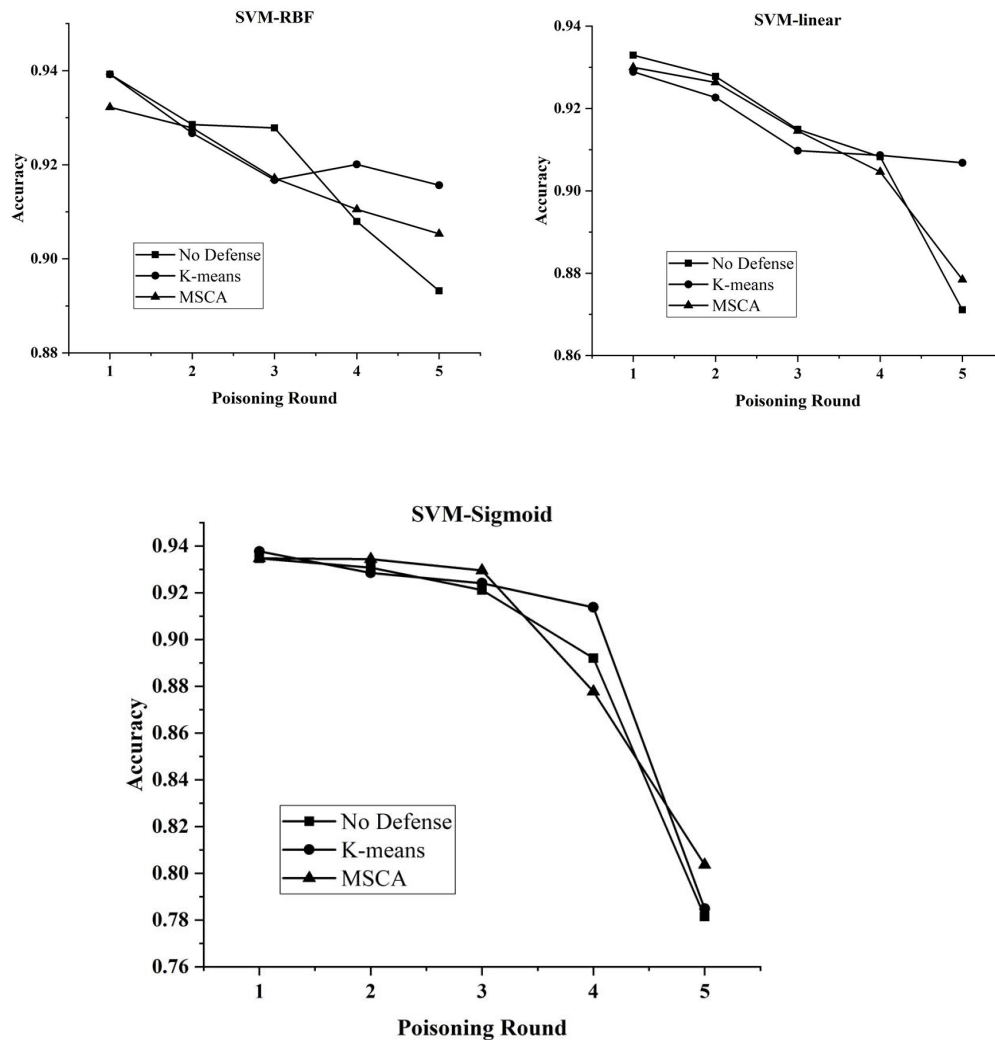 SVM-RBF
0.94
0.92
0.90
0.88
Accuracy
No Defense
K-means
MSCA
1 2 3 4 5
Poisoning Round
SVM-linear
0.94
0.92
0.90
0.88
0.86
Accuracy
No Defense
K-means
MSCA
1 2 3 4 5
Poisoning Round
SVM-Sigmoid
0.94
0.92
0.90
0.88
0.86
0.84
0.82
0.80
0.78
0.76
Accuracy
No Defense
K-means
MSCA
1 2 3 4 5
Poisoning Round